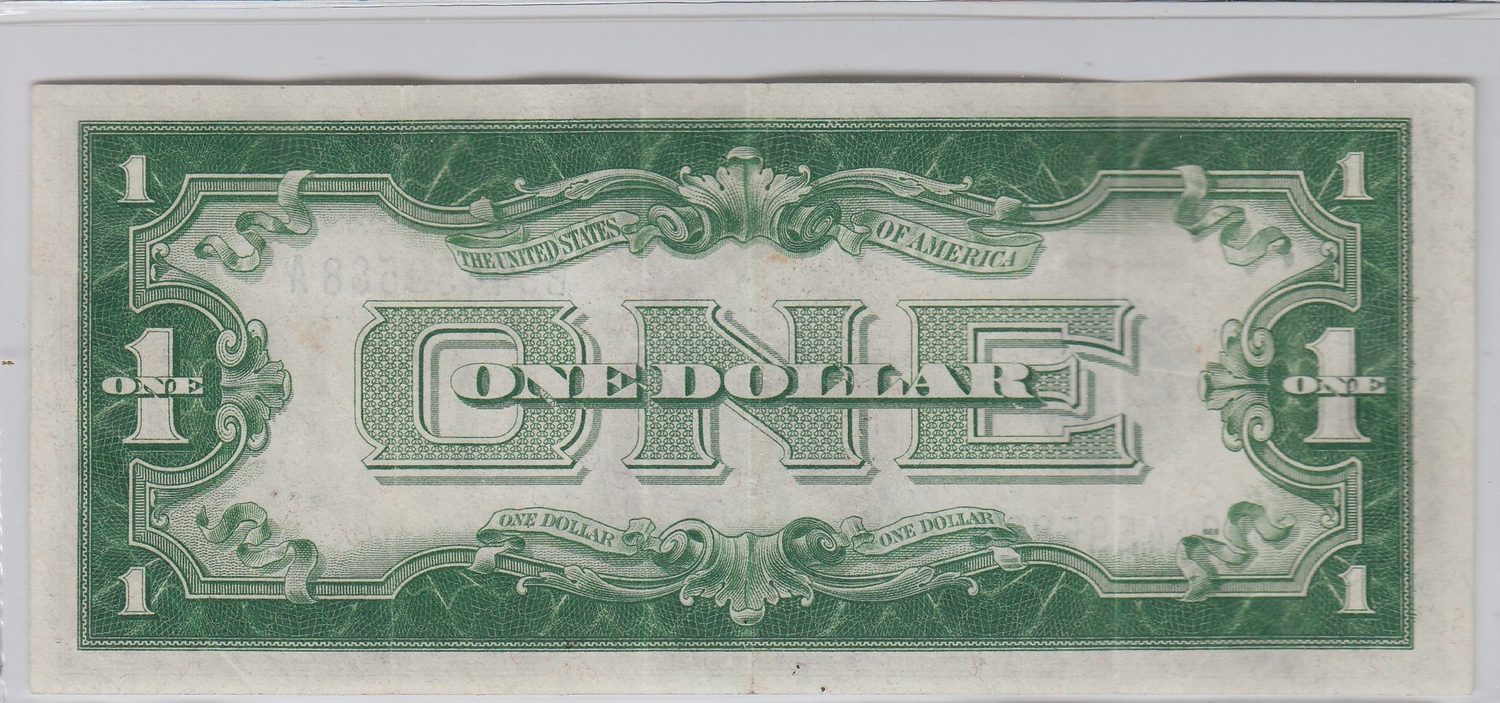 1 1
THE UNITED STATES OF AMERICA
ONE
ONE DOLLAR
1 1
ONE ONE
ONE DOLLAR ONE DOLLAR
1 1